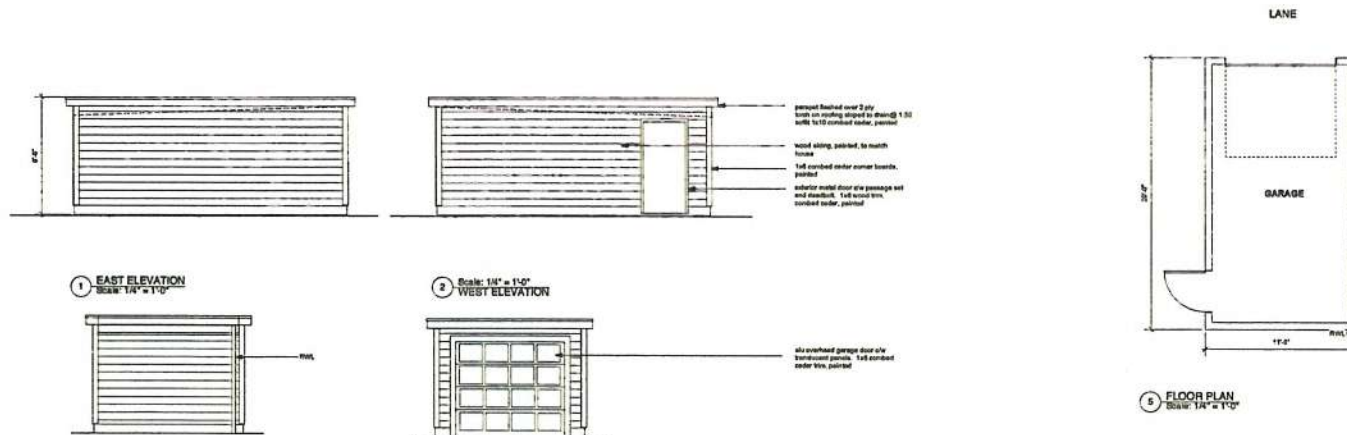 LANE
parapet flashed over 2 ply
torch on roofing sloped to drain@ 1:50
soffit 1x10 combed cedar, painted
wood siding, painted, to match
house
1x6 combed cedar corner boards,
painted
exterior metal door c/w passage set
and deadbolt. 1x6 wood trim,
combed cedar, painted
GARAGE
1 EAST ELEVATION
Scale: 1/4" = 1'-0"
2 Scale: 1/4" = 1'-0"
WEST ELEVATION
RWL
alu overhead garage door c/w
translucent panels. 1x6 combed
cedar trim, painted
RWL
11'-0"
5 FLOOR PLAN
Scale: 1/4" = 1'-0"